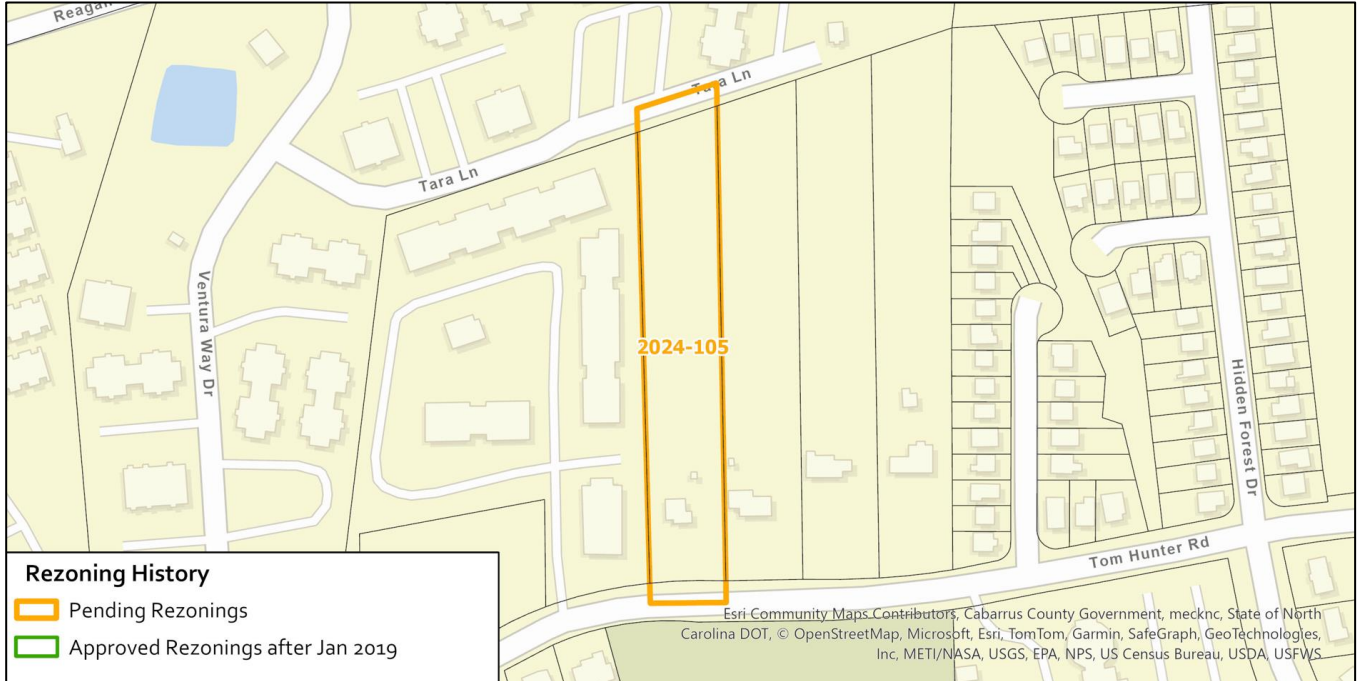 Reagan
Tara Ln
Tara Ln
Ventura Way Dr
2024-105
Hidden Forest Dr
Tom Hunter Rd
Rezoning History
Pending Rezonings
Approved Rezonings after Jan 2019
Esri Community Maps Contributors, Cabarrus County Government, mecknc, State of North
Carolina DOT, © OpenStreetMap, Microsoft, Esri, TomTom, Garmin, SafeGraph, GeoTechnologies,
Inc, METI/NASA, USGS, EPA, NPS, US Census Bureau, USDA, USFWS